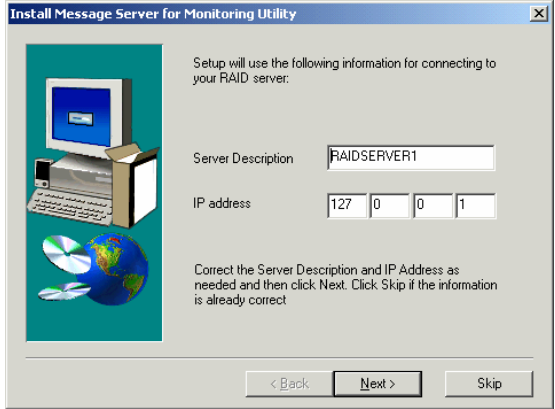 Install Message Server for Monitoring Utility
Setup will use the following information for connecting to
your RAID server:
Server Description RAIDSERVER1
IP address 127 0 0 1
Correct the Server Description and IP Address as
needed and then click Next. Click Skip if the information
is already correct
< Back Next > Skip